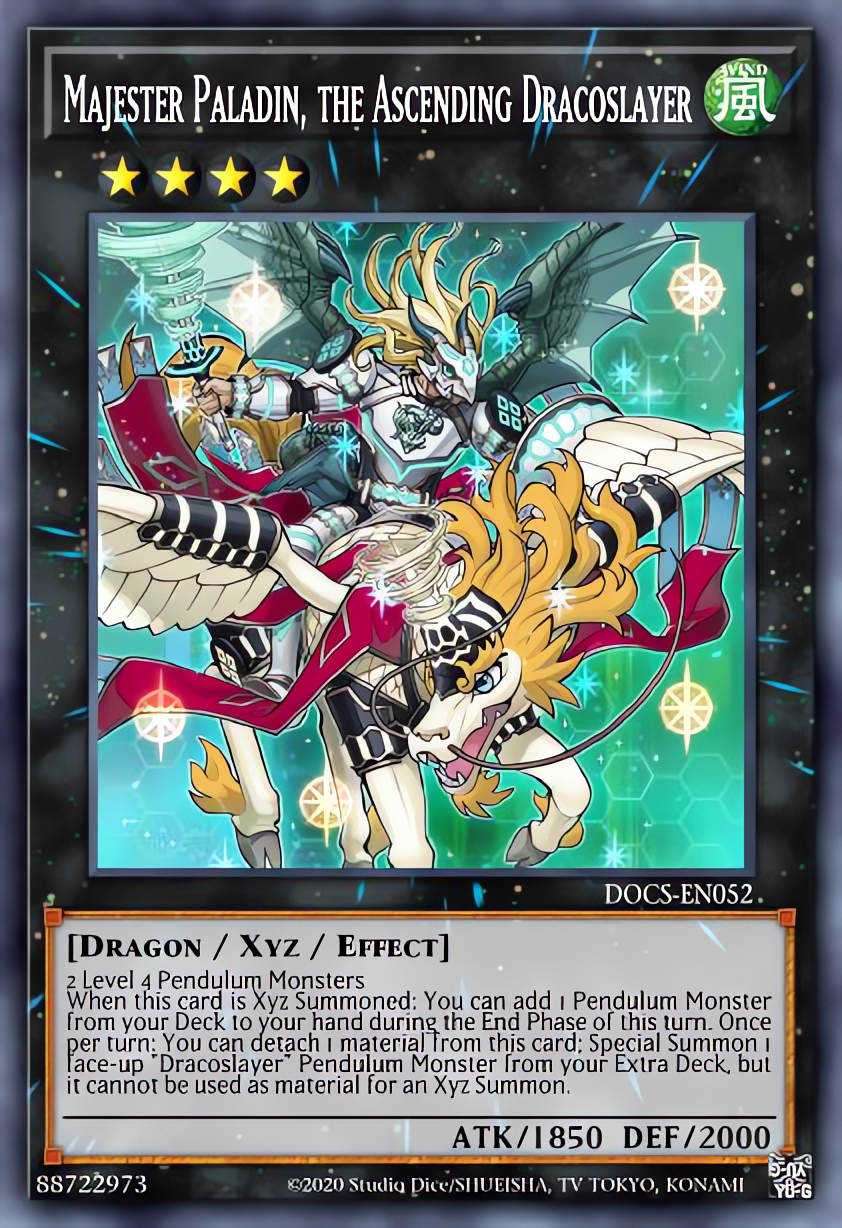 MAJESTER PALADIN, THE ASCENDING DRACOSLAYER
WIND
風
DOCS-EN052
[DRAGON / XYZ / EFFECT]
2 Level 4 Pendulum Monsters
When this card is Xyz Summoned: You can add 1 Pendulum Monster
from your Deck to your hand during the End Phase of this turn. Once
per turn: You can detach 1 material from this card; Special Summon 1
face-up "Dracoslayer" Pendulum Monster from your Extra Deck, but
it cannot be used as material for an Xyz Summon.
ATK/1850 DEF/2000
88722973
©2020 Studio Dice/SHUEISHA, TV TOKYO, KONAMI